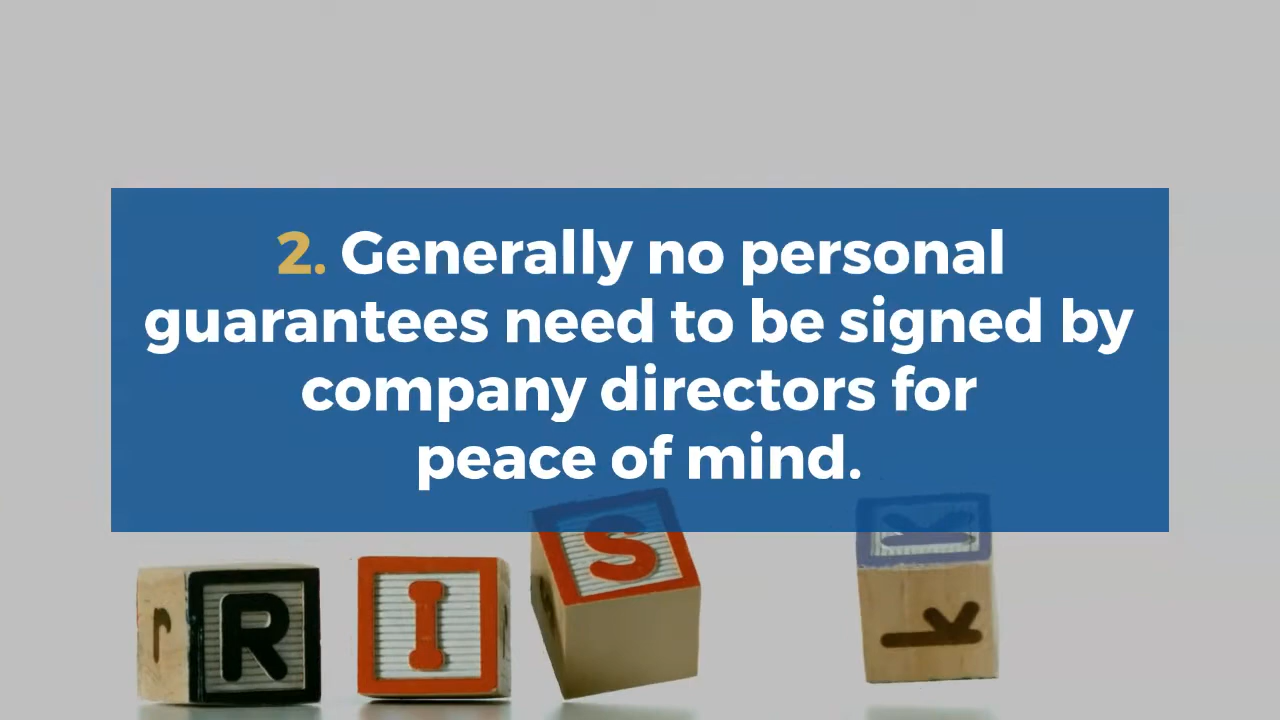 2. Generally no personal
guarantees need to be signed by
company directors for
peace of mind.
r R I S K K